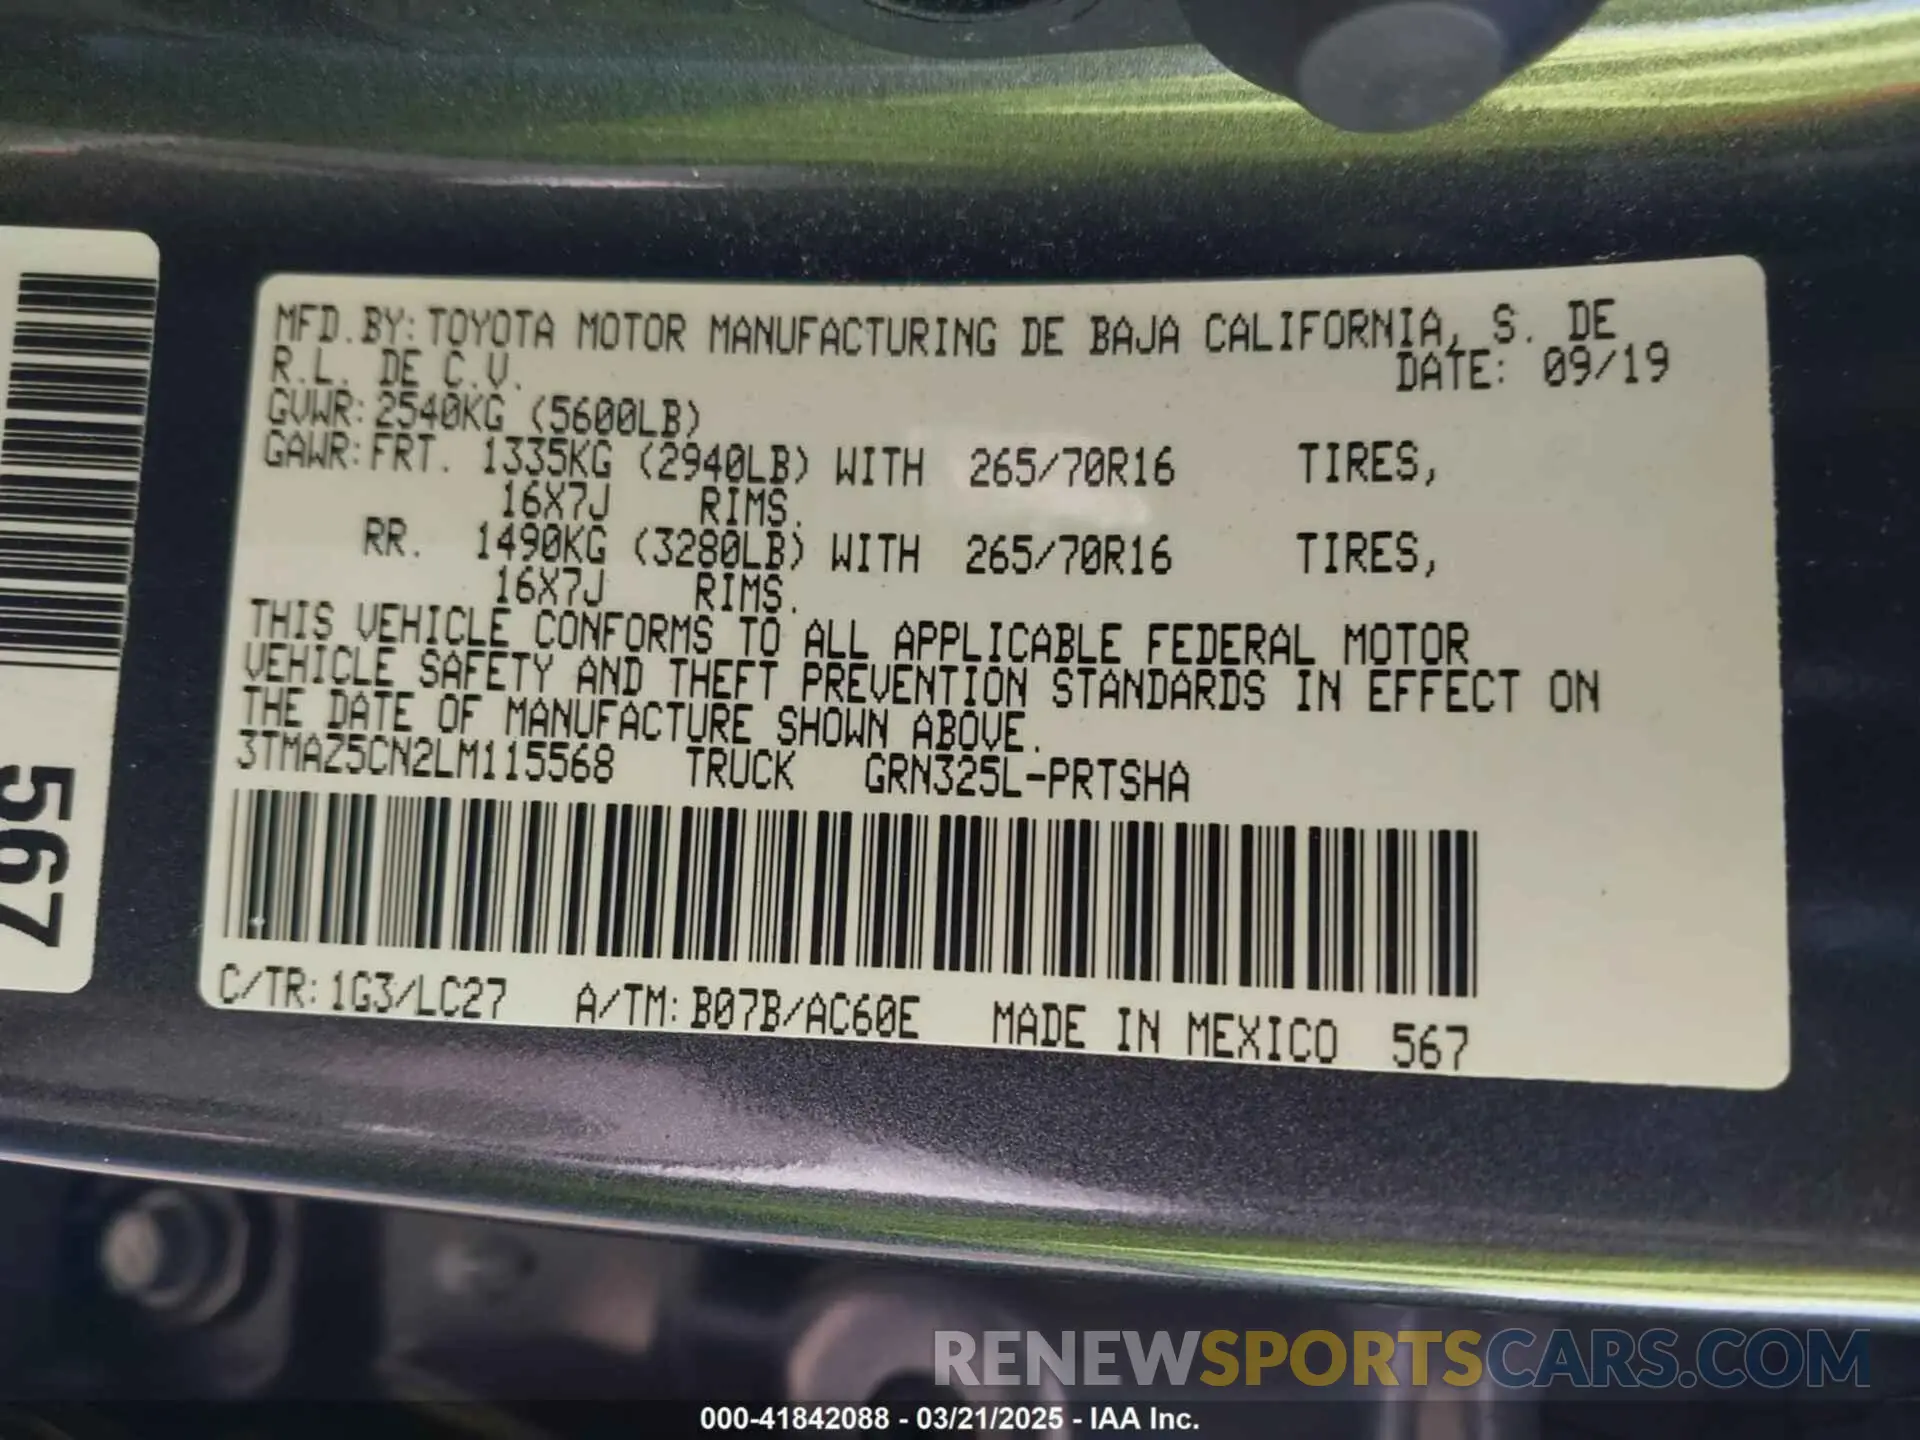 MFD.BY:TOYOTA MOTOR MANUFACTURING DE BAJA CALIFORNIA, S. DE
R.L. DE C.V. DATE: 09/19
GVWR:2540KG (5600LB)
GAWR:FRT. 1335KG (2940LB) WITH 265/70R16 TIRES,
16X7J RIMS.
RR. 1490KG (3280LB) WITH 265/70R16 TIRES,
16X7J RIMS.
THIS VEHICLE CONFORMS TO ALL APPLICABLE FEDERAL MOTOR
VEHICLE SAFETY AND THEFT PREVENTION STANDARDS IN EFFECT ON
THE DATE OF MANUFACTURE SHOWN ABOVE.
3TMAZ5CN2LM115568 TRUCK GRN325L-PRTSHA
C/TR:1G3/LC27 A/TM:B07B/AC60E MADE IN MEXICO 567
567
RENEWSPORTSCARS.COM
000-41842088 - 03/21/2025 - IAA Inc.